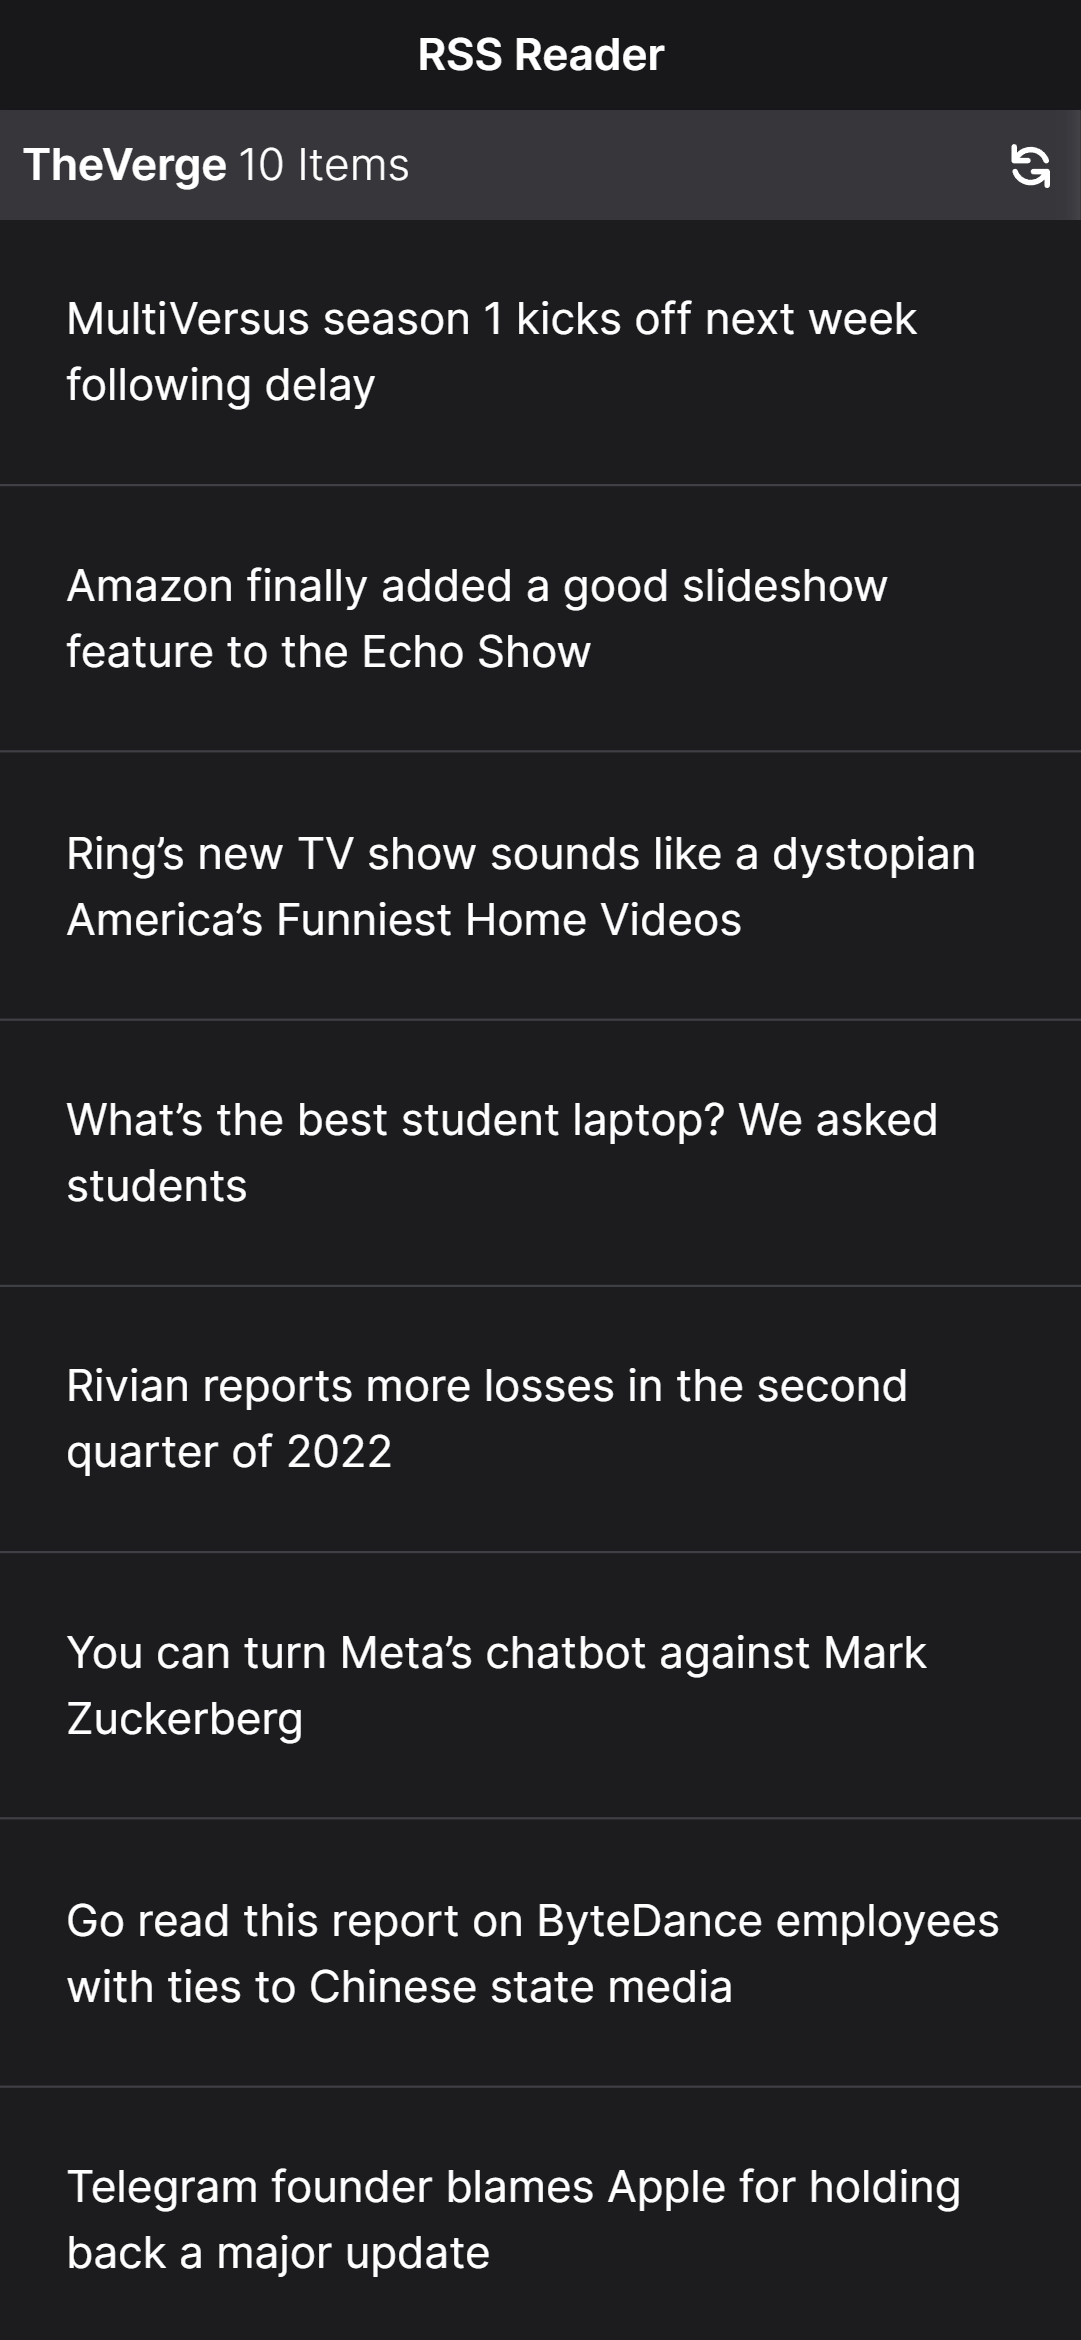 RSS Reader
TheVerge 10 Items
MultiVersus season 1 kicks off next week
following delay
Amazon finally added a good slideshow
feature to the Echo Show
Ring’s new TV show sounds like a dystopian
America’s Funniest Home Videos
What’s the best student laptop? We asked
students
Rivian reports more losses in the second
quarter of 2022
You can turn Meta’s chatbot against Mark
Zuckerberg
Go read this report on ByteDance employees
with ties to Chinese state media
Telegram founder blames Apple for holding
back a major update